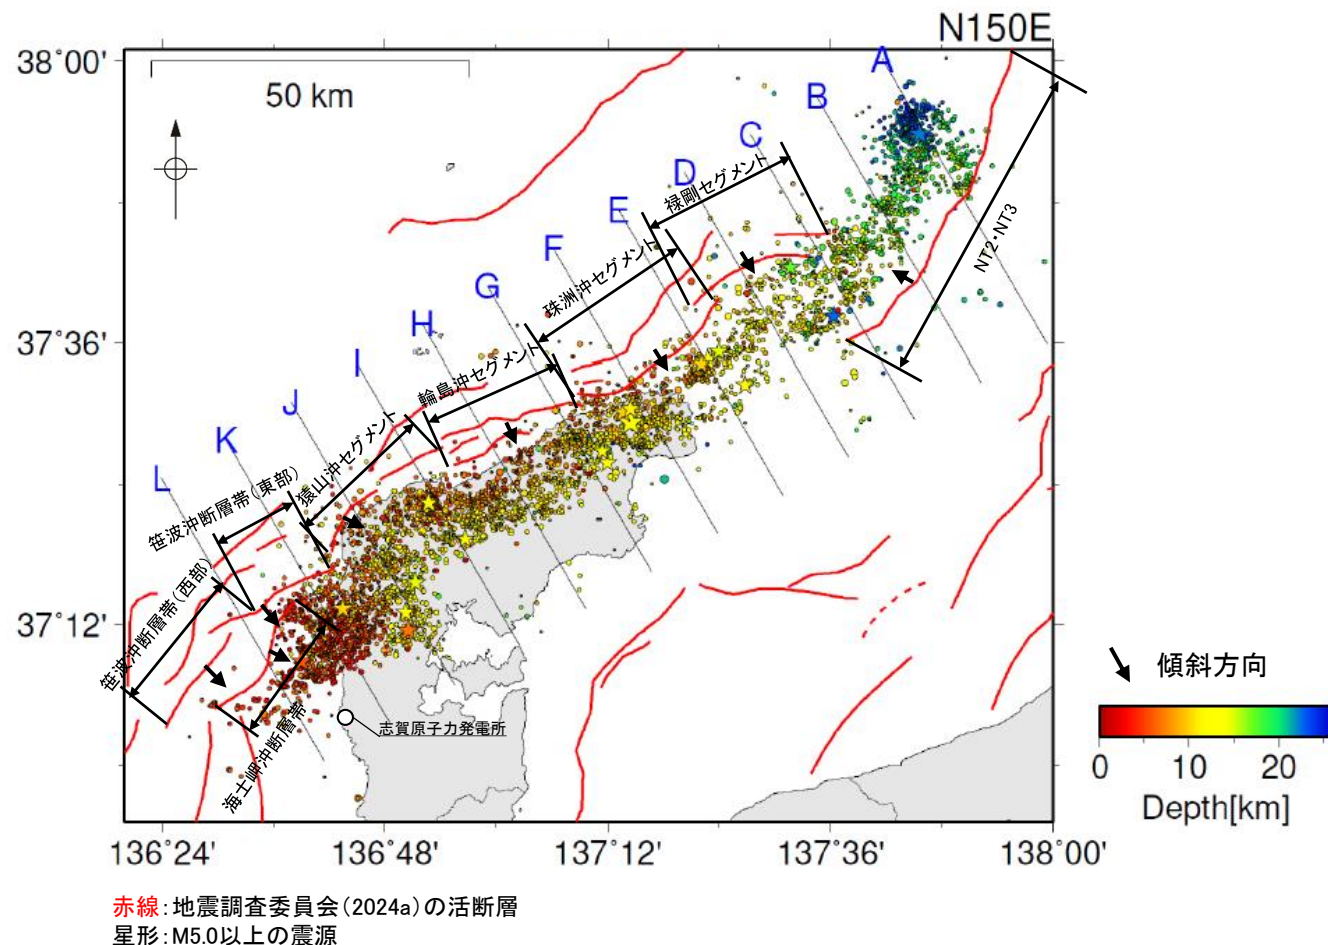 N150E
38°00'
50 km
A
B
C
D
E
F
G
H
I
J
K
L
禄剛セグメント
珠洲沖セグメント
輪島沖セグメント
猿山沖セグメント
笹波沖断層帯(東部)
笹波沖断層帯(西部)
海士岬沖断層帯
NT2・NT3
37°36'
37°12'
志賀原子力発電所
傾斜方向
0 10 20
Depth[km]
136°24' 136°48' 137°12' 137°36' 138°00'
赤線:地震調査委員会(2024a)の活断層
星形:M5.0以上の震源